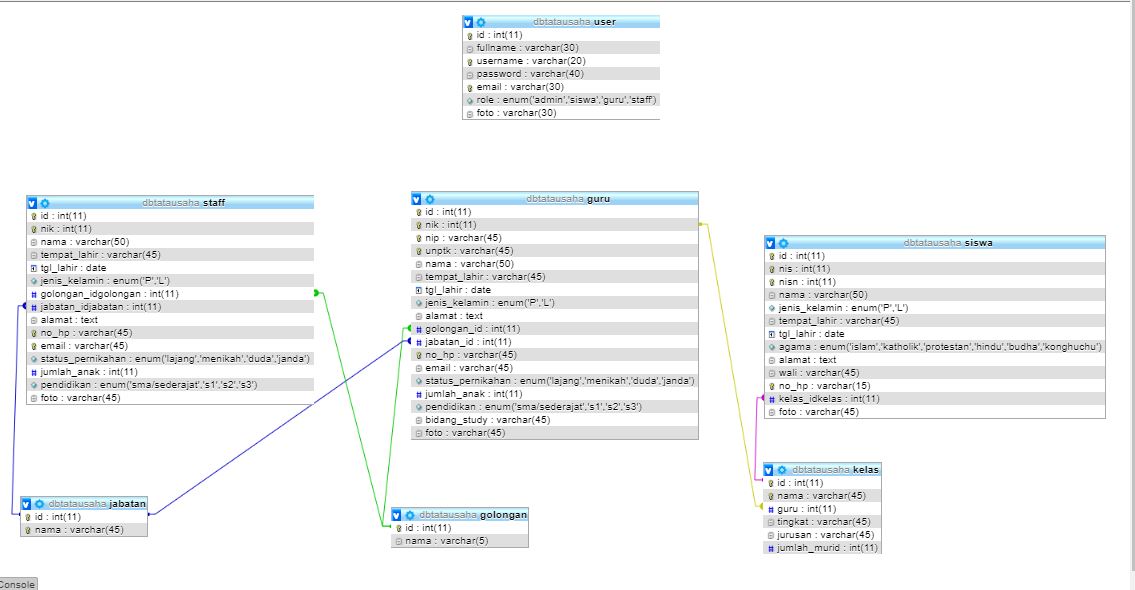 dbtatausaha user
id : int(11)
fullname : varchar(30)
username : varchar(20)
password : varchar(40)
email : varchar(30)
role : enum('admin','siswa','guru','staff')
foto : varchar(30)
dbtatausaha staff
id : int(11)
nik : int(11)
nama : varchar(50)
tempat_lahir : varchar(45)
tgl_lahir : date
jenis_kelamin : enum('P','L')
golongan_idgolongan : int(11)
jabatan_idjabatan : int(11)
alamat : text
no_hp : varchar(45)
email : varchar(45)
status_pernikahan : enum('lajang','menikah','duda','janda')
jumlah_anak : int(11)
pendidikan : enum('sma/sederajat','s1','s2','s3')
foto : varchar(45)
dbtatausaha guru
id : int(11)
nik : int(11)
nip : varchar(45)
unptk : varchar(45)
nama : varchar(50)
tempat_lahir : varchar(45)
tgl_lahir : date
jenis_kelamin : enum('P','L')
alamat : text
golongan_id : int(11)
jabatan_id : int(11)
no_hp : varchar(45)
email : varchar(45)
status_pernikahan : enum('lajang','menikah','duda','janda')
jumlah_anak : int(11)
pendidikan : enum('sma/sederajat','s1','s2','s3')
bidang_study : varchar(45)
foto : varchar(45)
dbtatausaha siswa
id : int(11)
nis : int(11)
nisn : int(11)
nama : varchar(50)
jenis_kelamin : enum('P','L')
tempat_lahir : varchar(45)
tgl_lahir : date
agama : enum('islam','katholik','protestan','hindu','budha','konghuchu')
alamat : text
wali : varchar(45)
no_hp : varchar(15)
kelas_idkelas : int(11)
foto : varchar(45)
dbtatausaha jabatan
id : int(11)
nama : varchar(45)
dbtatausaha golongan
id : int(11)
nama : varchar(5)
dbtatausaha kelas
id : int(11)
nama : varchar(45)
guru : int(11)
tingkat : varchar(45)
jurusan : varchar(45)
jumlah_murid : int(11)
Console